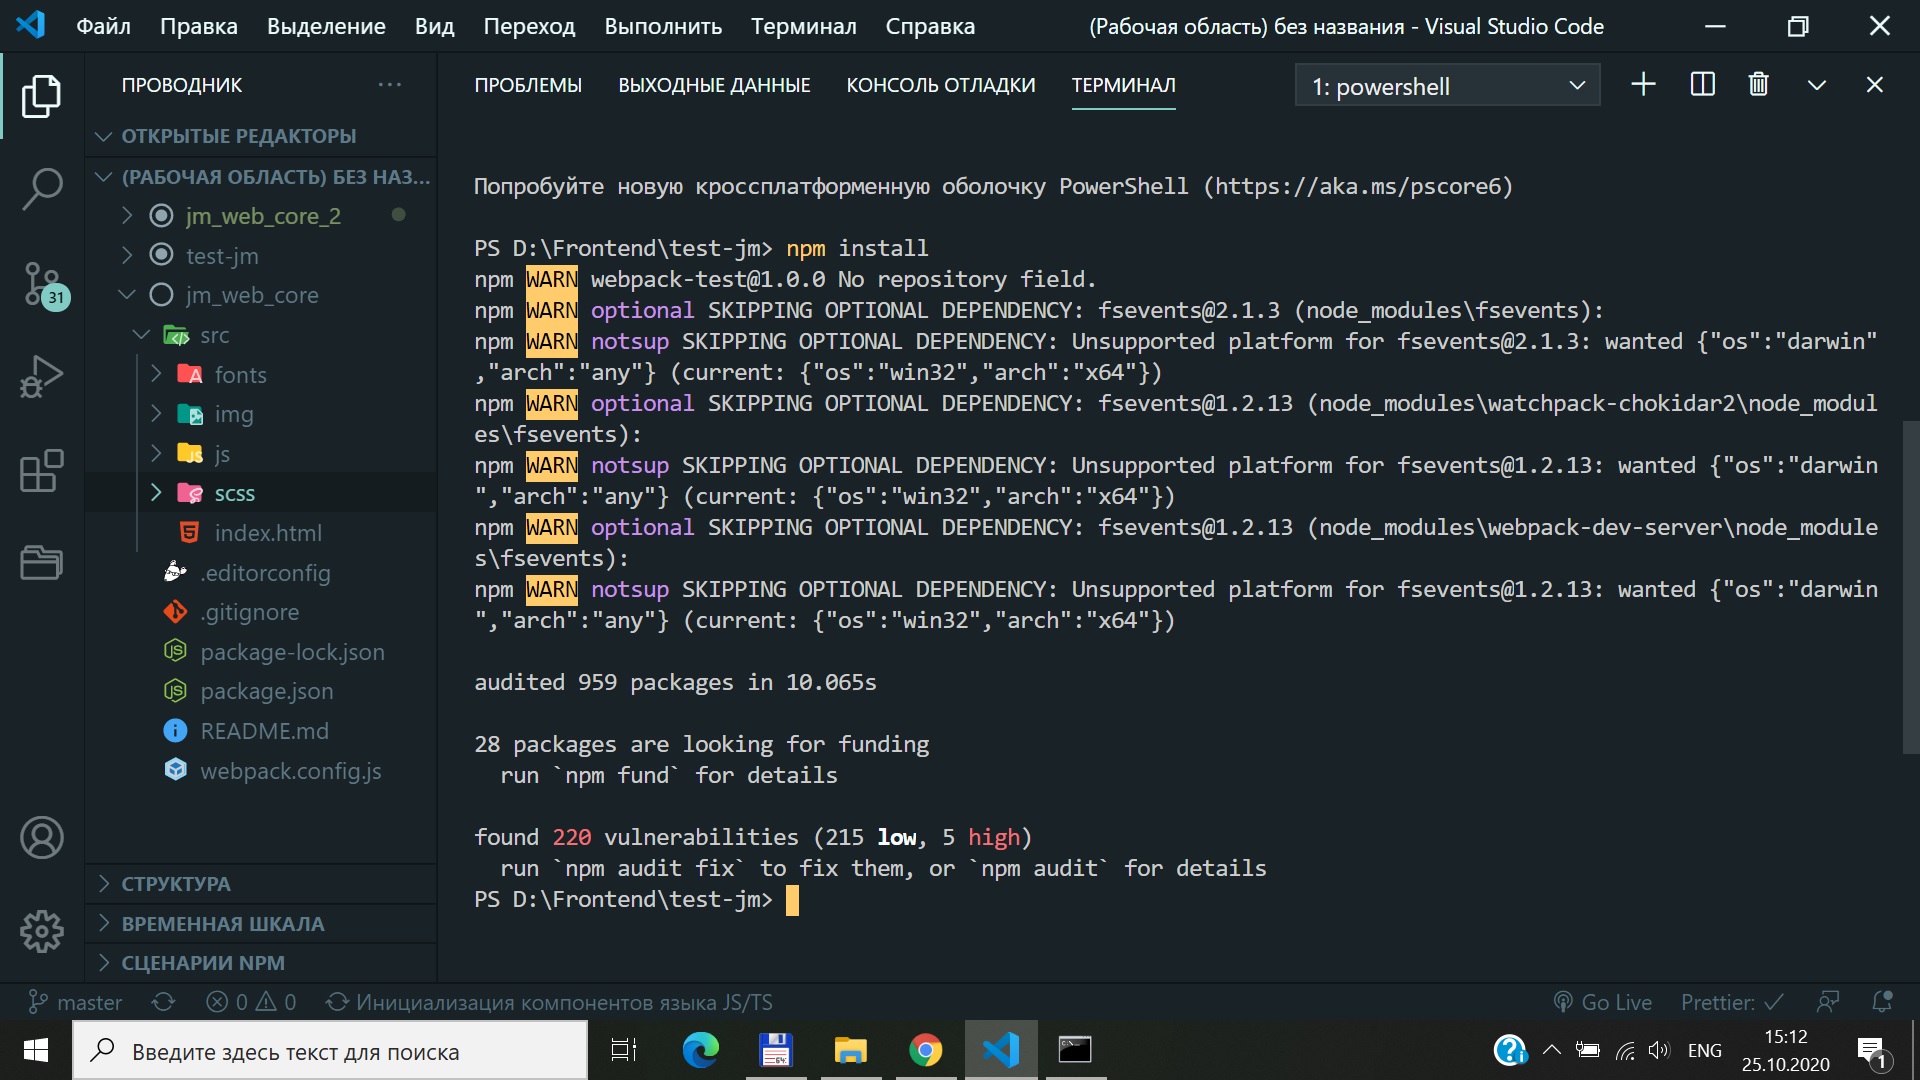 Файл Правка Выделение Вид Переход Выполнить Терминал Справка (Рабочая область) без названия - Visual Studio Code
ПРОВОДНИК ...
ОТКРЫТЫЕ РЕДАКТОРЫ
(РАБОЧАЯ ОБЛАСТЬ) БЕЗ НАЗ...
jm_web_core_2
test-jm
jm_web_core
src
fonts
img
js
scss
index.html
.editorconfig
.gitignore
package-lock.json
package.json
README.md
webpack.config.js
СТРУКТУРА
ВРЕМЕННАЯ ШКАЛА
СЦЕНАРИИ NPM
31
ПРОБЛЕМЫ ВЫХОДНЫЕ ДАННЫЕ КОНСОЛЬ ОТЛАДКИ ТЕРМИНАЛ 1: powershell
Попробуйте новую кроссплатформенную оболочку PowerShell (https://aka.ms/pscore6)
PS D:\Frontend\test-jm> npm install
npm WARN webpack-test@1.0.0 No repository field.
npm WARN optional SKIPPING OPTIONAL DEPENDENCY: fsevents@2.1.3 (node_modules\fsevents):
npm WARN notsup SKIPPING OPTIONAL DEPENDENCY: Unsupported platform for fsevents@2.1.3: wanted {"os":"darwin"
,"arch":"any"} (current: {"os":"win32","arch":"x64"})
npm WARN optional SKIPPING OPTIONAL DEPENDENCY: fsevents@1.2.13 (node_modules\watchpack-chokidar2\node_modul
es\fsevents):
npm WARN notsup SKIPPING OPTIONAL DEPENDENCY: Unsupported platform for fsevents@1.2.13: wanted {"os":"darwin
","arch":"any"} (current: {"os":"win32","arch":"x64"})
npm WARN optional SKIPPING OPTIONAL DEPENDENCY: fsevents@1.2.13 (node_modules\webpack-dev-server\node_module
s\fsevents):
npm WARN notsup SKIPPING OPTIONAL DEPENDENCY: Unsupported platform for fsevents@1.2.13: wanted {"os":"darwin
","arch":"any"} (current: {"os":"win32","arch":"x64"})
audited 959 packages in 10.065s
28 packages are looking for funding
run `npm fund` for details
found 220 vulnerabilities (215 low, 5 high)
run `npm audit fix` to fix them, or `npm audit` for details
PS D:\Frontend\test-jm>
master 0 0 Инициализация компонентов языка JS/TS Go Live Prettier: ✓
Введите здесь текст для поиска 64 ENG 15:12
25.10.2020 1